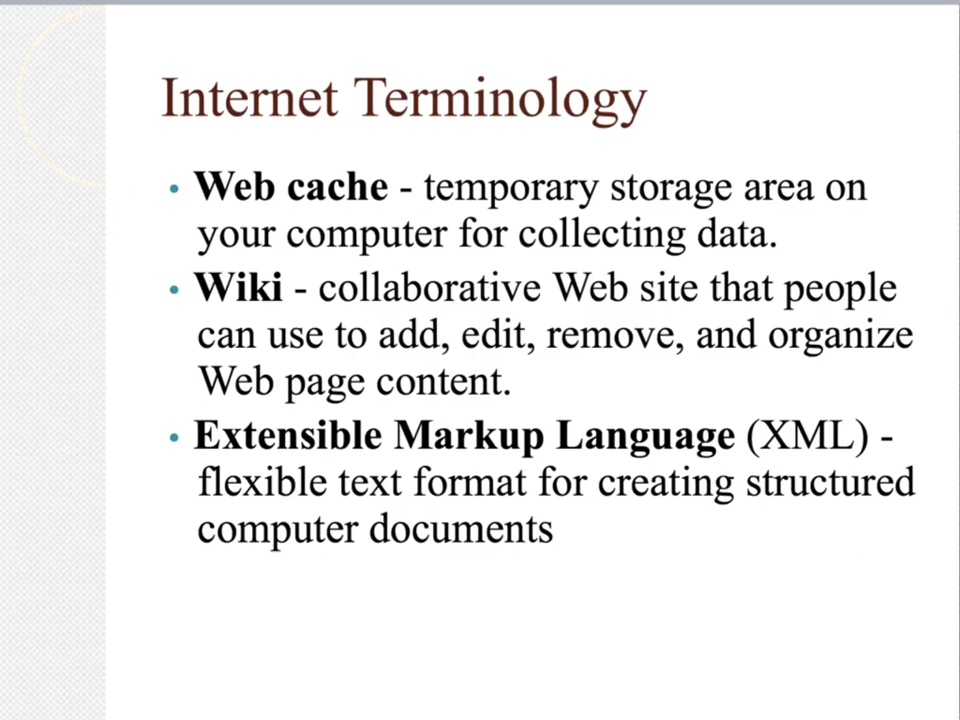 Internet Terminology
• Web cache - temporary storage area on
your computer for collecting data.
• Wiki - collaborative Web site that people
can use to add, edit, remove, and organize
Web page content.
• Extensible Markup Language (XML) -
flexible text format for creating structured
computer documents